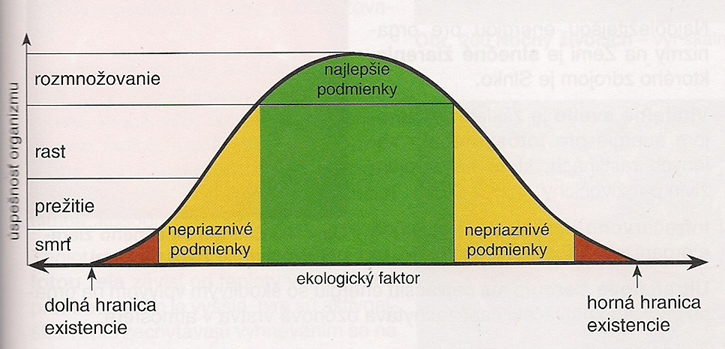 rozmnožovanie
najlepšie
podmienky
úspešnosť organizmu
rast
prežitie
smrť
nepriaznivé
podmienky
nepriaznivé
podmienky
ekologický faktor
dolná hranica
existencie
horná hranica
existencie